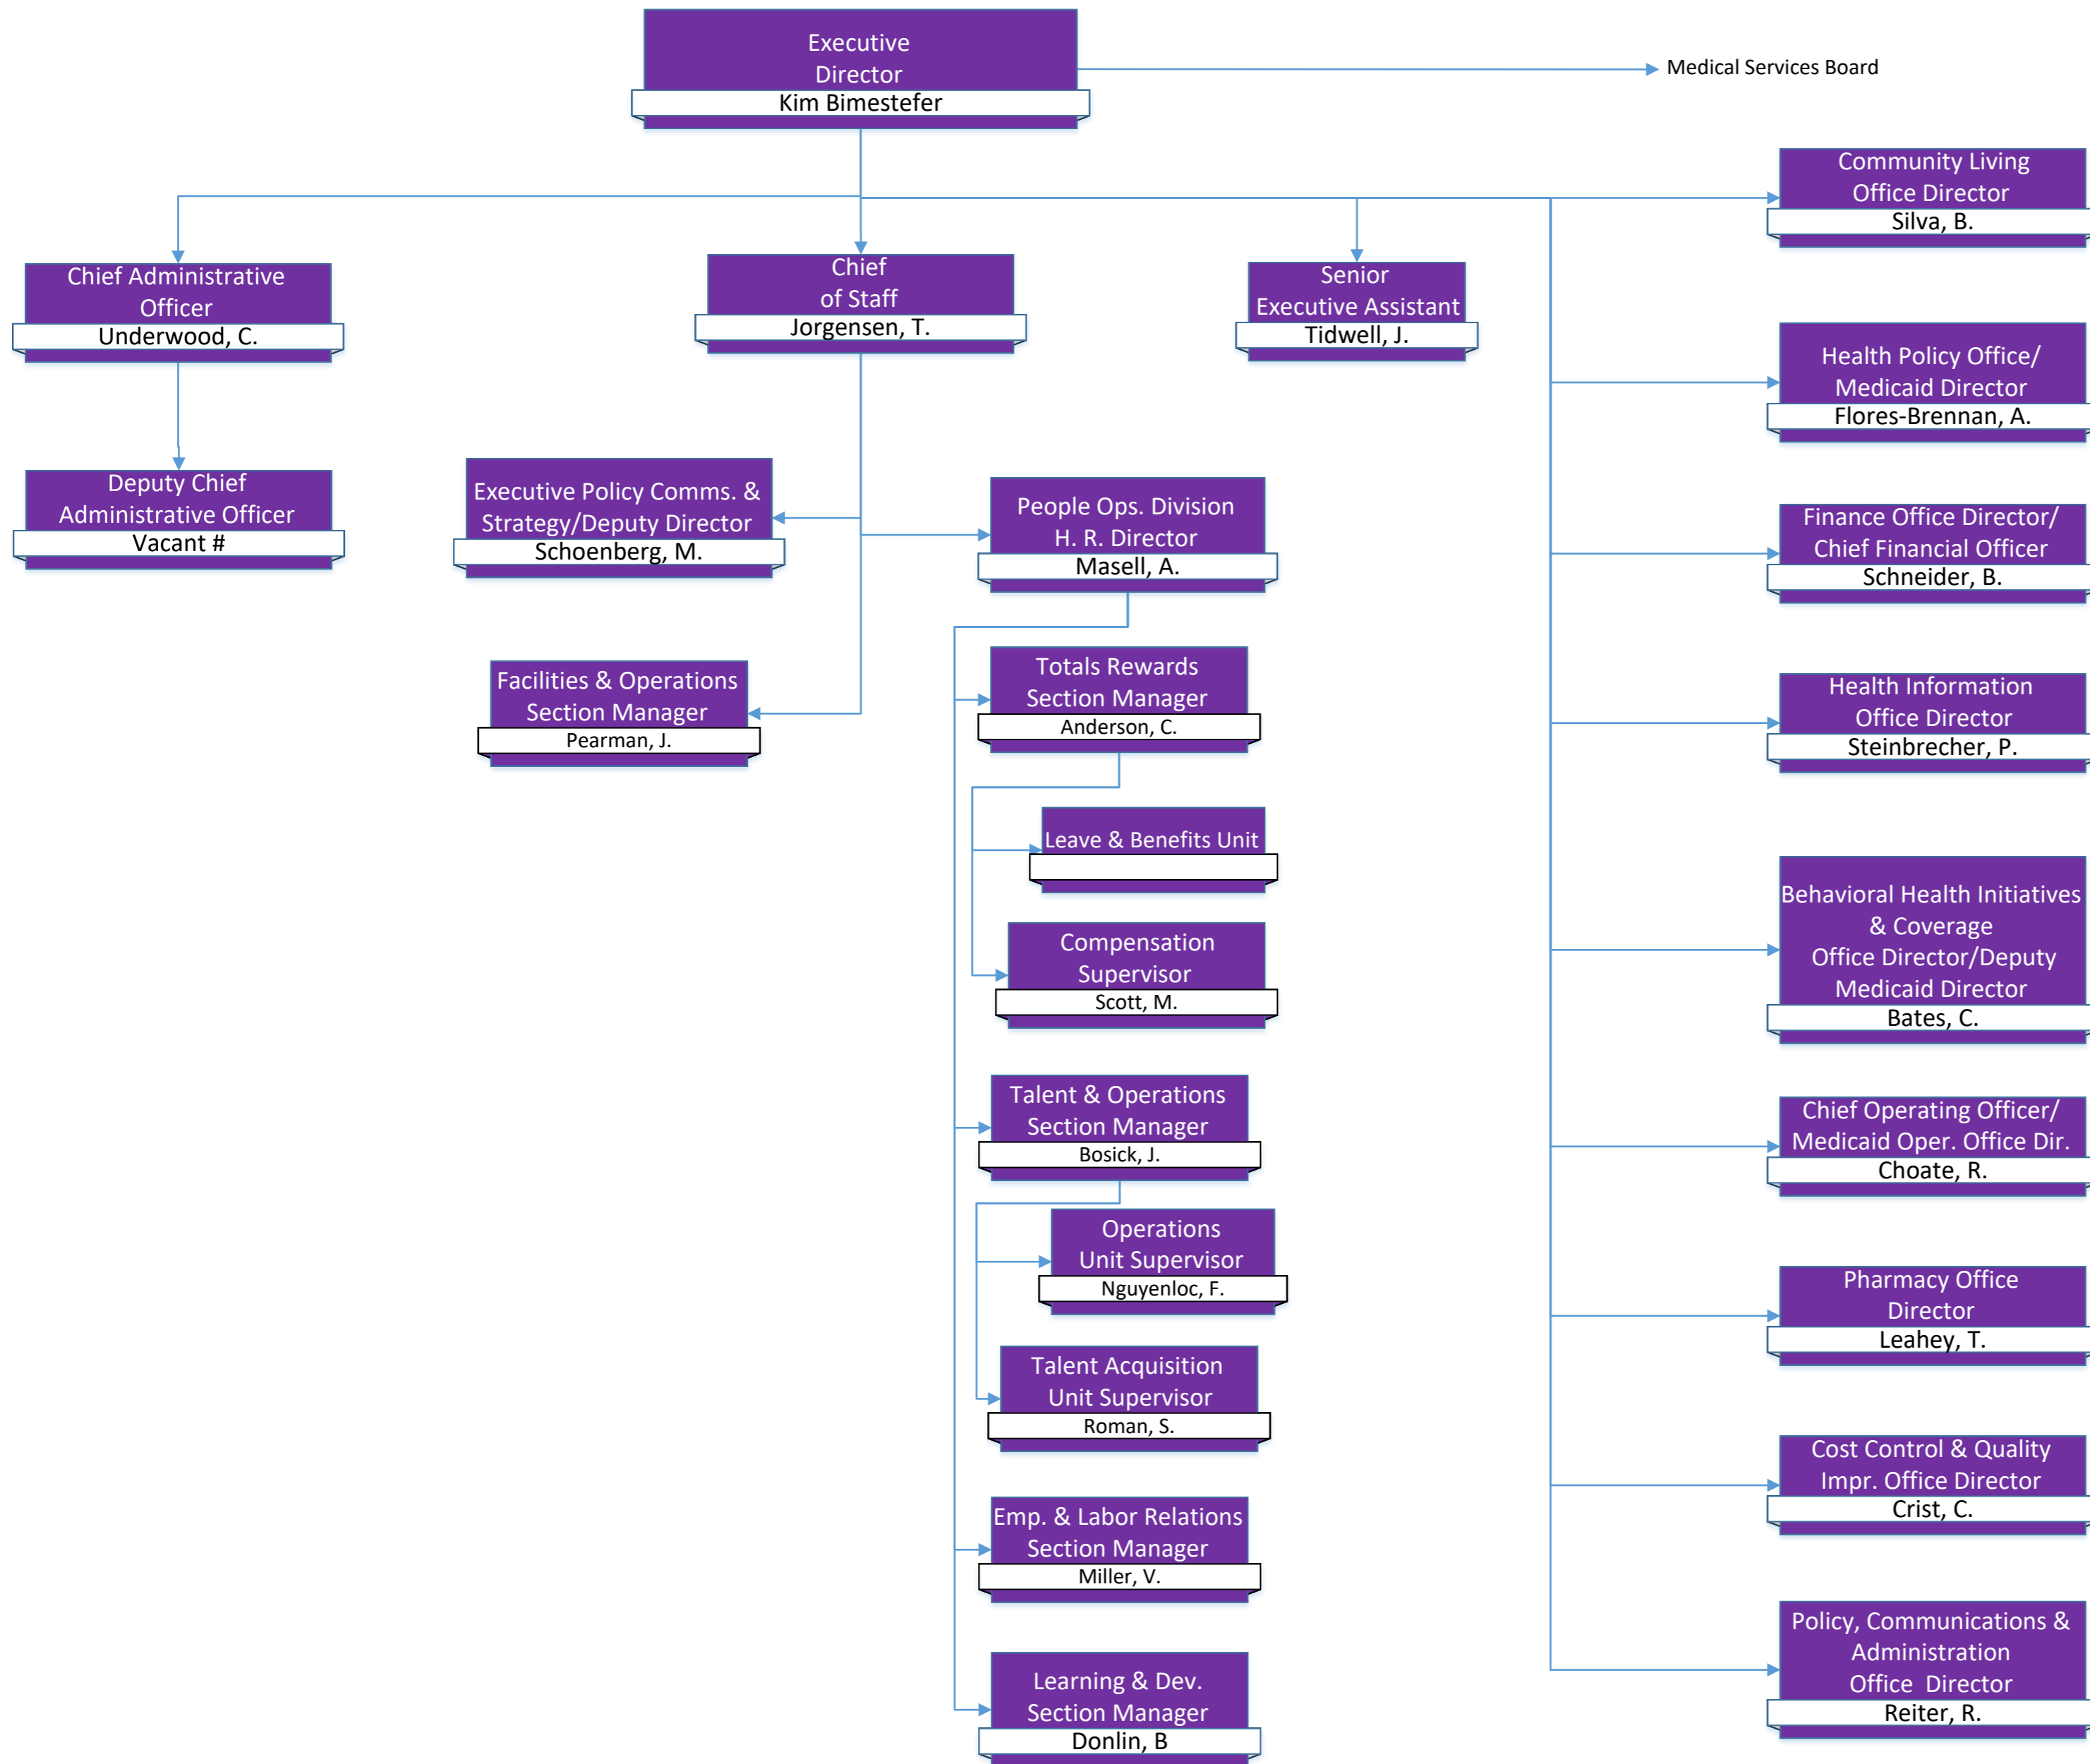 Executive
Director
Kim Bimestefer
Medical Services Board
Community Living
Office Director
Silva, B.
Chief Administrative
Officer
Underwood, C.
Chief
of Staff
Jorgensen, T.
Senior
Executive Assistant
Tidwell, J.
Health Policy Office/
Medicaid Director
Flores-Brennan, A.
Deputy Chief
Administrative Officer
Vacant #
Executive Policy Comms. &
Strategy/Deputy Director
Schoenberg, M.
People Ops. Division
H. R. Director
Masell, A.
Finance Office Director/
Chief Financial Officer
Schneider, B.
Facilities & Operations
Section Manager
Pearman, J.
Totals Rewards
Section Manager
Anderson, C.
Health Information
Office Director
Steinbrecher, P.
Leave & Benefits Unit
Compensation
Supervisor
Scott, M.
Behavioral Health Initiatives
& Coverage
Office Director/Deputy
Medicaid Director
Bates, C.
Talent & Operations
Section Manager
Bosick, J.
Chief Operating Officer/
Medicaid Oper. Office Dir.
Choate, R.
Operations
Unit Supervisor
Nguyenloc, F.
Pharmacy Office
Director
Leahey, T.
Talent Acquisition
Unit Supervisor
Roman, S.
Cost Control & Quality
Impr. Office Director
Crist, C.
Emp. & Labor Relations
Section Manager
Miller, V.
Policy, Communications &
Administration
Office  Director
Reiter, R.
Learning & Dev.
Section Manager
Donlin, B